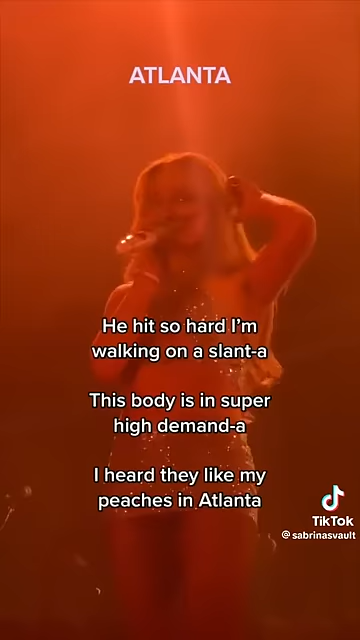 ATLANTA
He hit so hard I’m
walking on a slant-a
This body is in super
high demand-a
I heard they like my
peaches in Atlanta
TikTok
@sabrinasvault